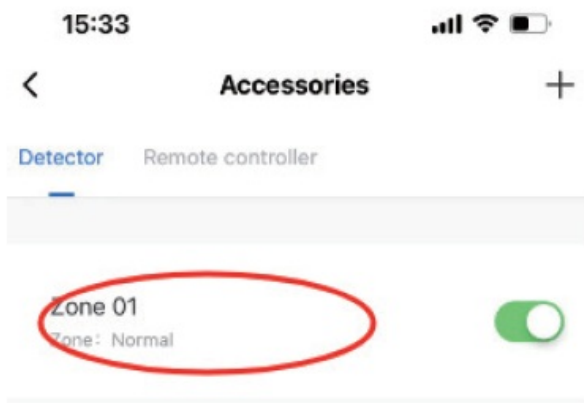 15:33
Accessories
Detector Remote controller
Zone 01
Zone: Normal